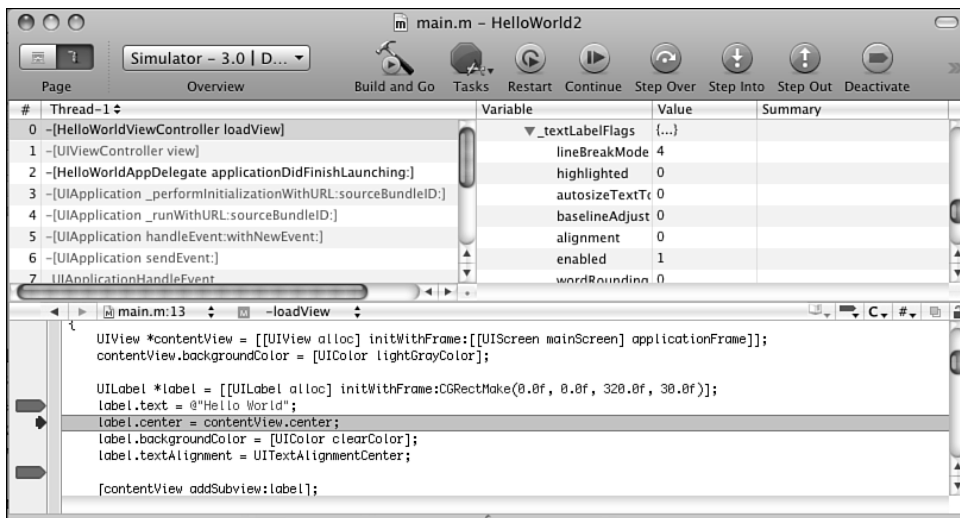 main.m – HelloWorld2
Simulator – 3.0 | D...
Page Overview Build and Go Tasks Restart Continue Step Over Step Into Step Out Deactivate
# Thread-1 Variable Value Summary
0 -[HelloWorldViewController loadView]
1 -[UIViewController view]
2 -[HelloWorldAppDelegate applicationDidFinishLaunching:]
3 -[UIApplication _performInitializationWithURL:sourceBundleID:]
4 -[UIApplication _runWithURL:sourceBundleID:]
5 -[UIApplication handleEvent:withNewEvent:]
6 -[UIApplication sendEvent:]
7 _UIApplicationHandleEvent
_textLabelFlags {...}
lineBreakMode 4
highlighted 0
autosizeTextTo 0
baselineAdjust 0
alignment 0
enabled 1
wordRounding 0
main.m:13 M -loadView C #
{
UIView *contentView = [[UIView alloc] initWithFrame:[[UIScreen mainScreen] applicationFrame]];
contentView.backgroundColor = [UIColor lightGrayColor];
UILabel *label = [[UILabel alloc] initWithFrame:CGRectMake(0.0f, 0.0f, 320.0f, 30.0f)];
label.text = @"Hello World";
label.center = contentView.center;
label.backgroundColor = [UIColor clearColor];
label.textAlignment = UITextAlignmentCenter;
[contentView addSubview:label];